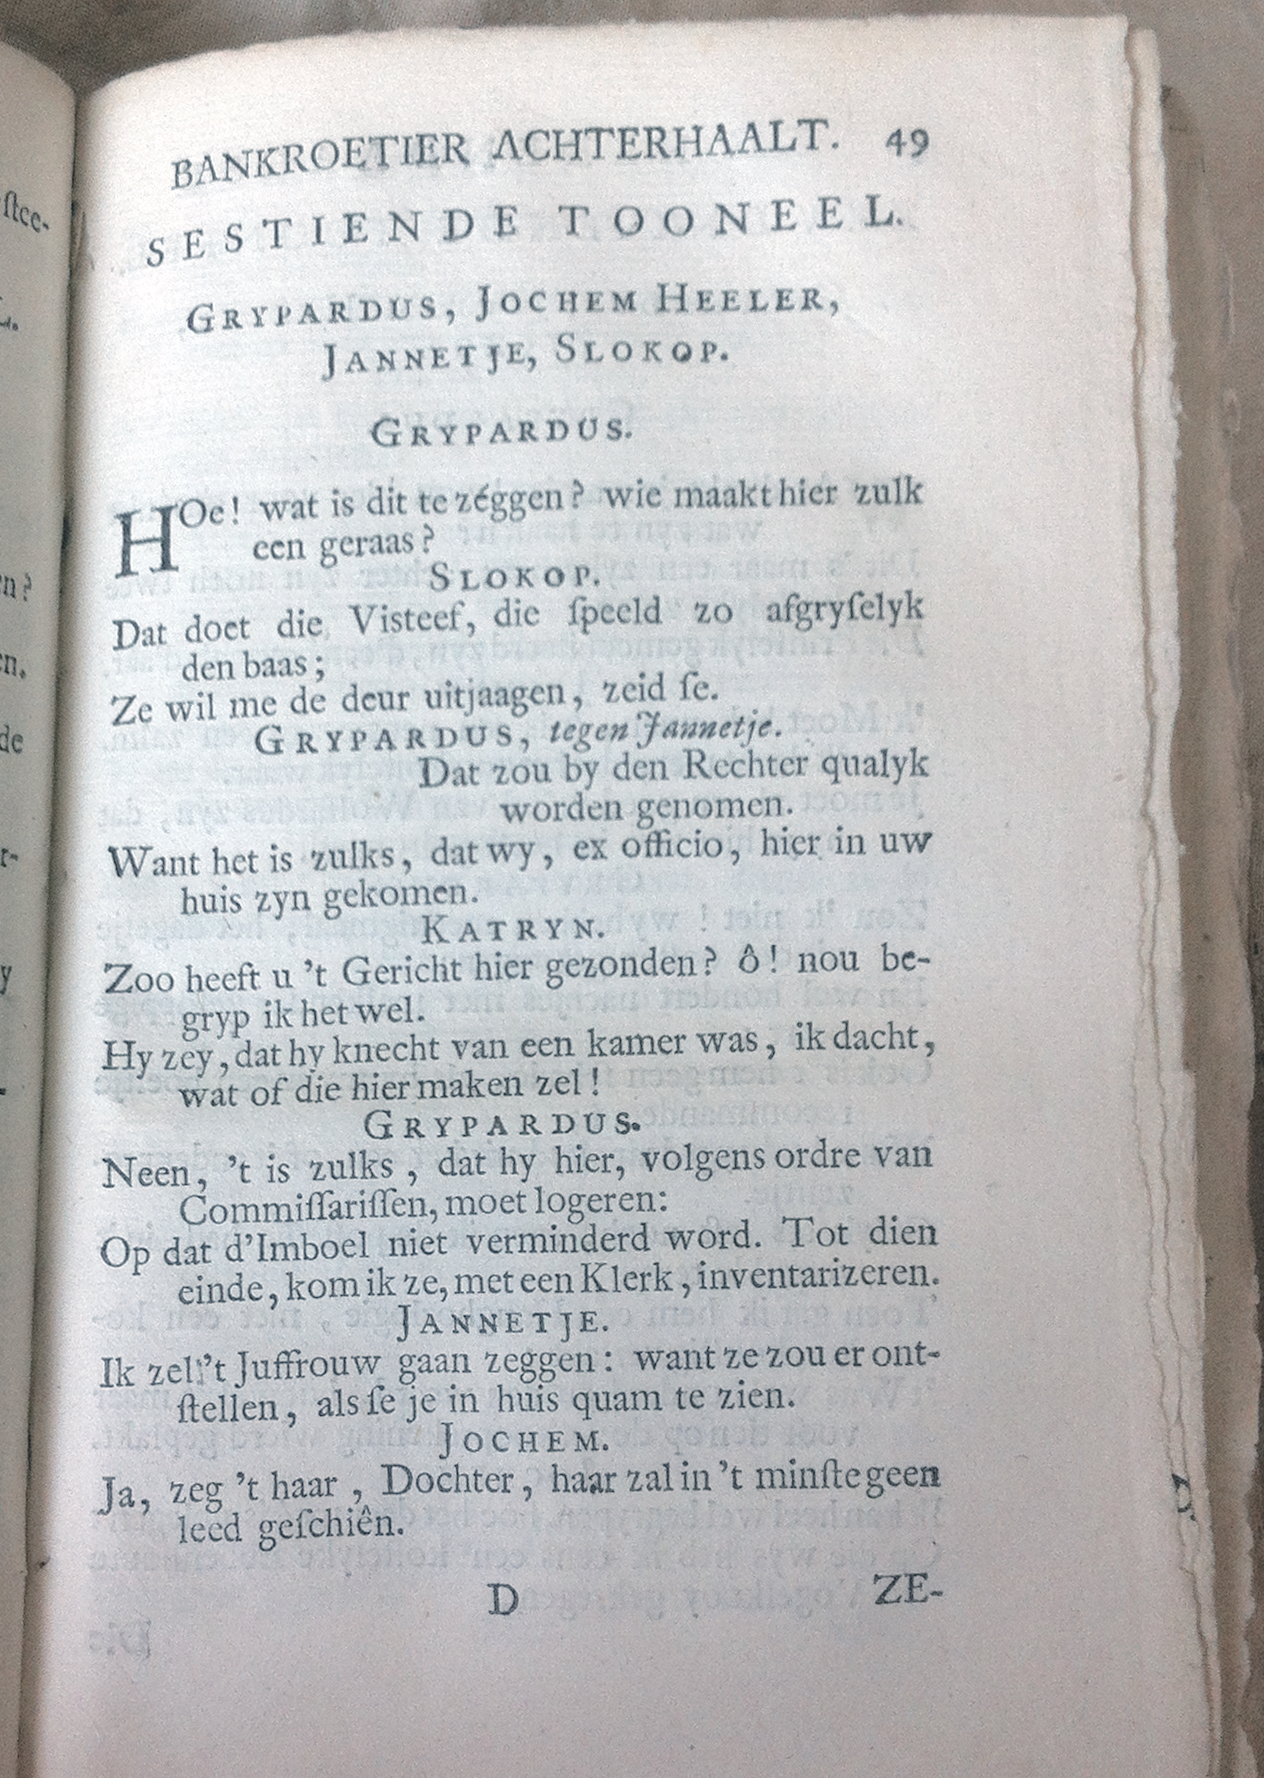 BANKROETIER ACHTERHAALT. 49
SESTIENDE TOONEEL.
GRYPARDUS, JOCHEM HEELER,
JANNETJE, SLOKOP.
GRYPARDUS.
HOe! wat is dit te zéggen? wie maakt hier zulk
een geraas?
SLOKOP.
Dat doet die Visteef, die ſpeeld zo afgryſelyk
den baas;
Ze wil me de deur uitjaagen, zeid ſe.
GRYPARDUS, tegen Jannetje.
Dat zou by den Rechter qualyk
worden genomen.
Want het is zulks, dat wy, ex officio, hier in uw
huis zyn gekomen.
KATRYN.
Zoo heeft u 't Gericht hier gezonden? ô! nou be-
gryp ik het wel.
Hy zey, dat hy knecht van een kamer was, ik dacht,
wat of die hier maken zel!
GRYPARDUS.
Neen, 't is zulks, dat hy hier, volgens ordre van
Commiſſariſſen, moet logeren:
Op dat d'Imboel niet verminderd word. Tot dien
einde, kom ik ze, met een Klerk, inventarizeren.
JANNETJE.
Ik zel 't Juffrouw gaan zeggen: want ze zou er ont-
ſtellen, als ſe je in huis quam te zien.
JOCHEM.
Ja, zeg 't haar, Dochter, haar zal in 't minſte geen
leed geſchiên.
D ZE-